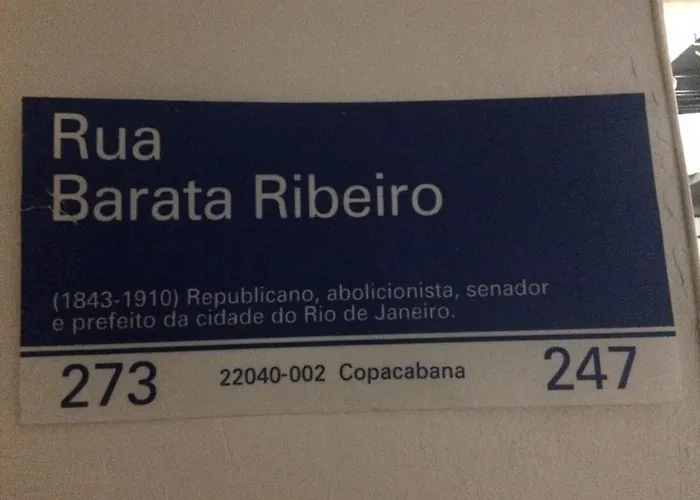 Rua
Barata Ribeiro
(1843-1910) Republicano, abolicionista, senador
e prefeito da cidade do Rio de Janeiro.
273 22040-002 Copacabana 247